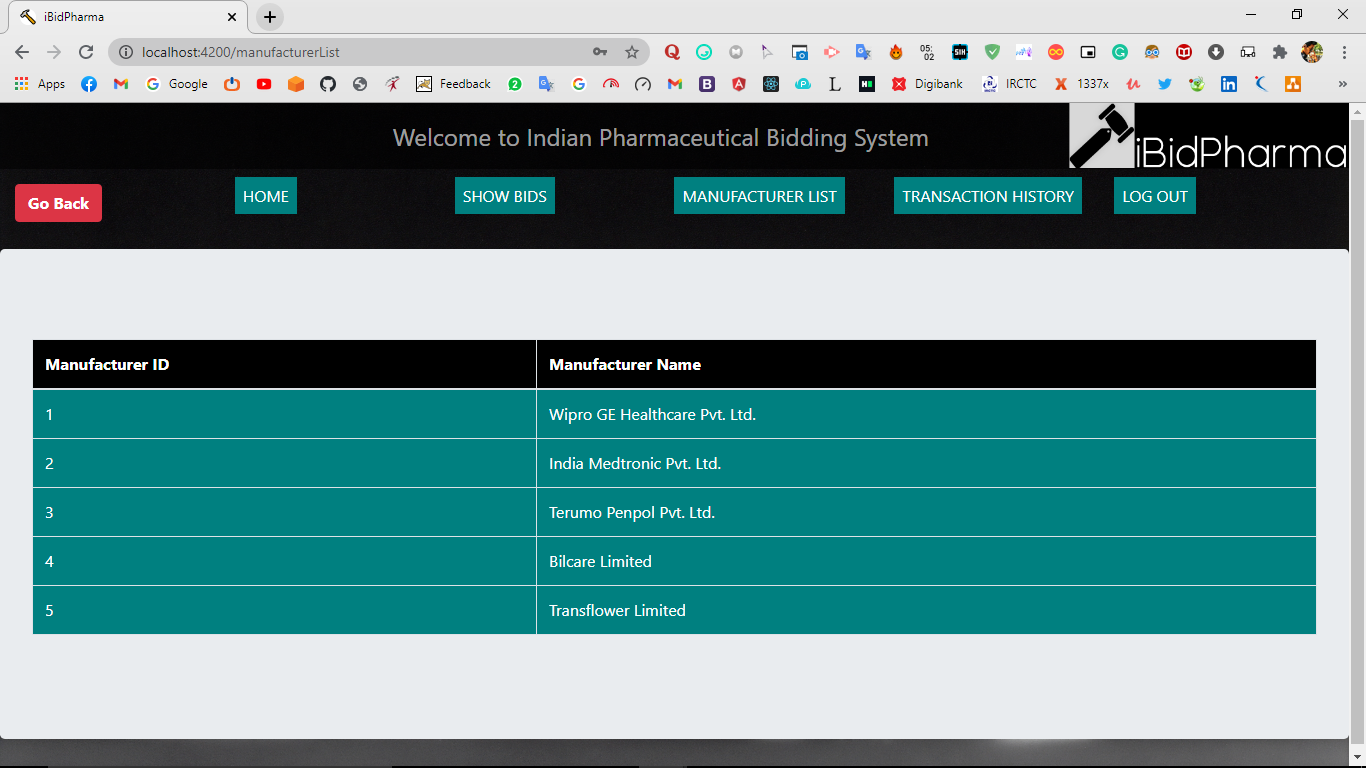 iBidPharma
localhost:4200/manufacturerList
05:
02
Apps
Google
Feedback
Digibank
IRCTC
1337x
Welcome to Indian Pharmaceutical Bidding System
iBidPharma
Go Back
HOME
SHOW BIDS
MANUFACTURER LIST
TRANSACTION HISTORY
LOG OUT
Manufacturer ID
Manufacturer Name
1
Wipro GE Healthcare Pvt. Ltd.
2
India Medtronic Pvt. Ltd.
3
Terumo Penpol Pvt. Ltd.
4
Bilcare Limited
5
Transflower Limited